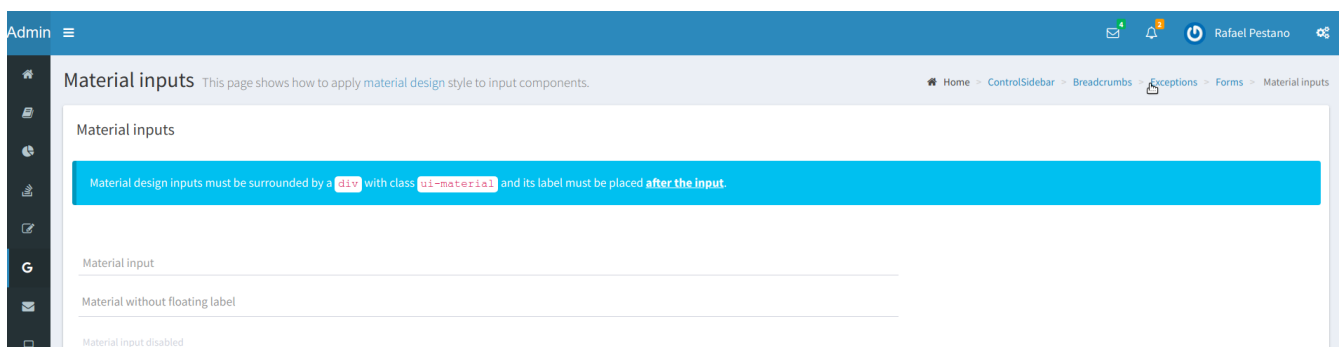 Admin
4
2
Rafael Pestano
Material inputs This page shows how to apply material design style to input components.
Home > ControlSidebar > Breadcrumbs > Exceptions > Forms > Material inputs
Material inputs
Material design inputs must be surrounded by a div with class ui-material and its label must be placed after the input.
G
Material input
Material without floating label
Material input disabled